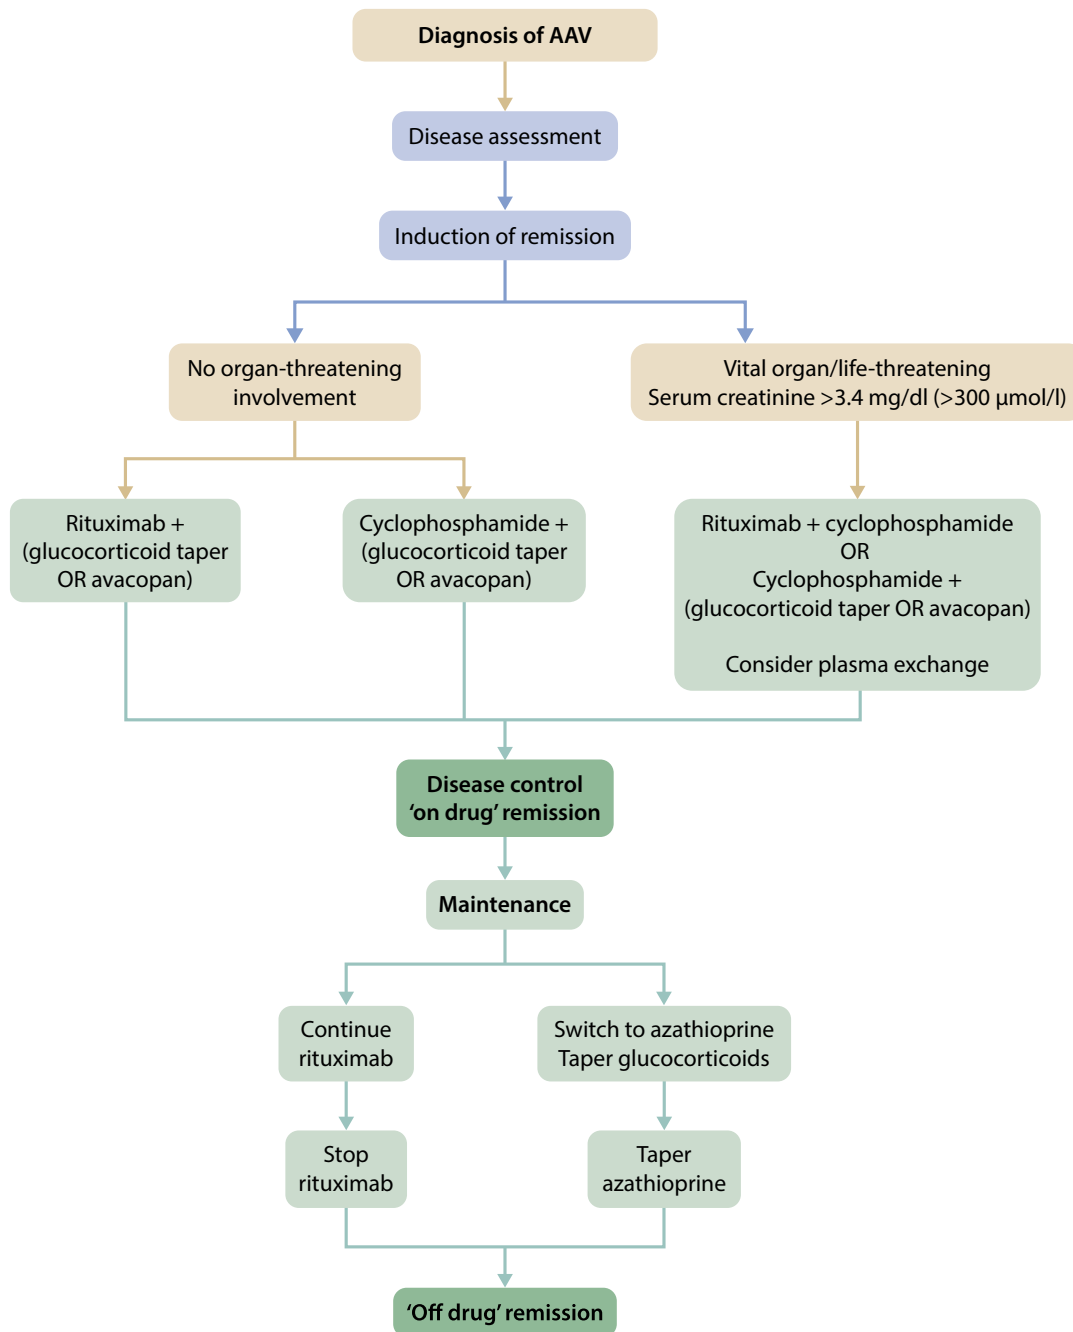 Diagnosis of AAV
Disease assessment
Induction of remission
No organ-threatening
involvement
Vital organ/life-threatening
Serum creatinine >3.4 mg/dl (>300 μmol/l)
Rituximab +
(glucocorticoid taper
OR avacopan)
Cyclophosphamide +
(glucocorticoid taper
OR avacopan)
Rituximab + cyclophosphamide
OR
Cyclophosphamide +
(glucocorticoid taper OR avacopan)
Consider plasma exchange
Disease control
‘on drug’ remission
Maintenance
Continue
rituximab
Switch to azathioprine
Taper glucocorticoids
Stop
rituximab
Taper
azathioprine
‘Off drug’ remission